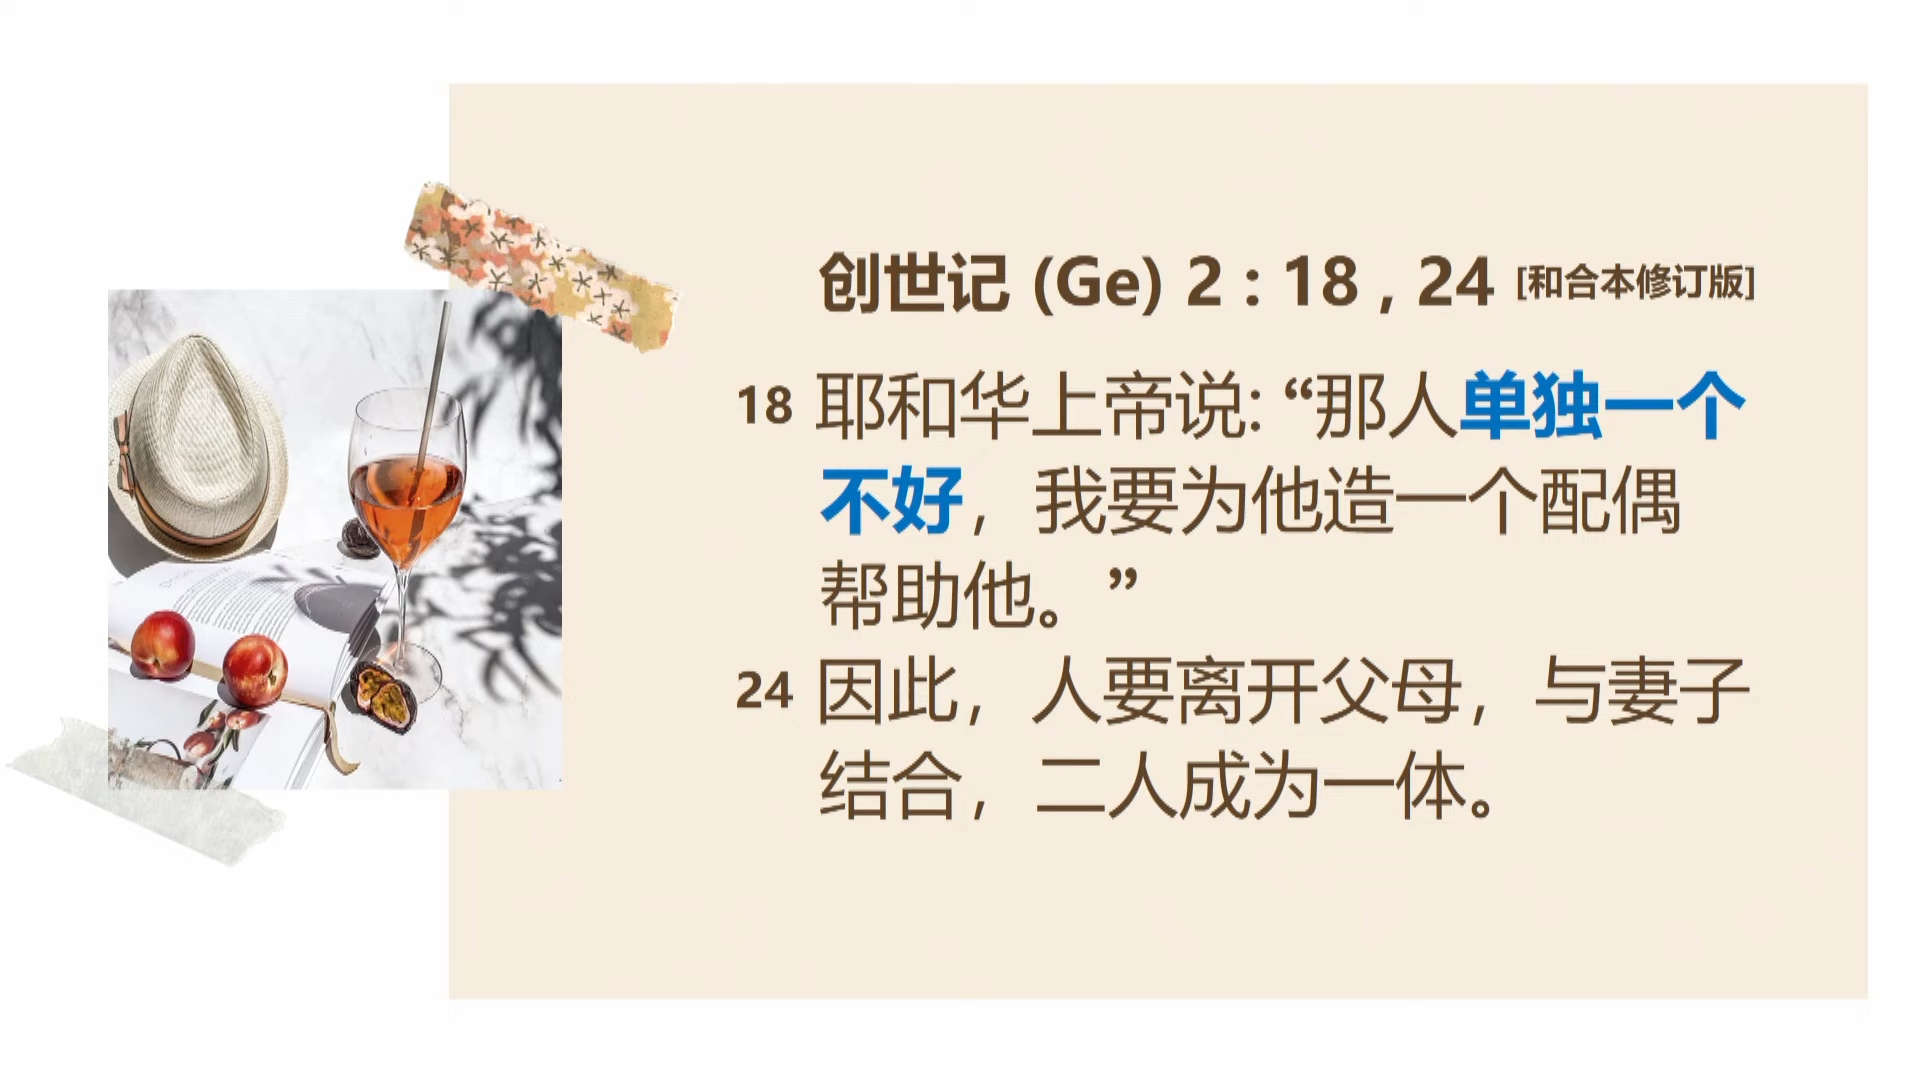 创世记 (Ge) 2 : 18 , 24 [和合本修订版]
18 耶和华上帝说: “那人单独一个
不好，我要为他造一个配偶
帮助他。”
24 因此，人要离开父母，与妻子
结合，二人成为一体。